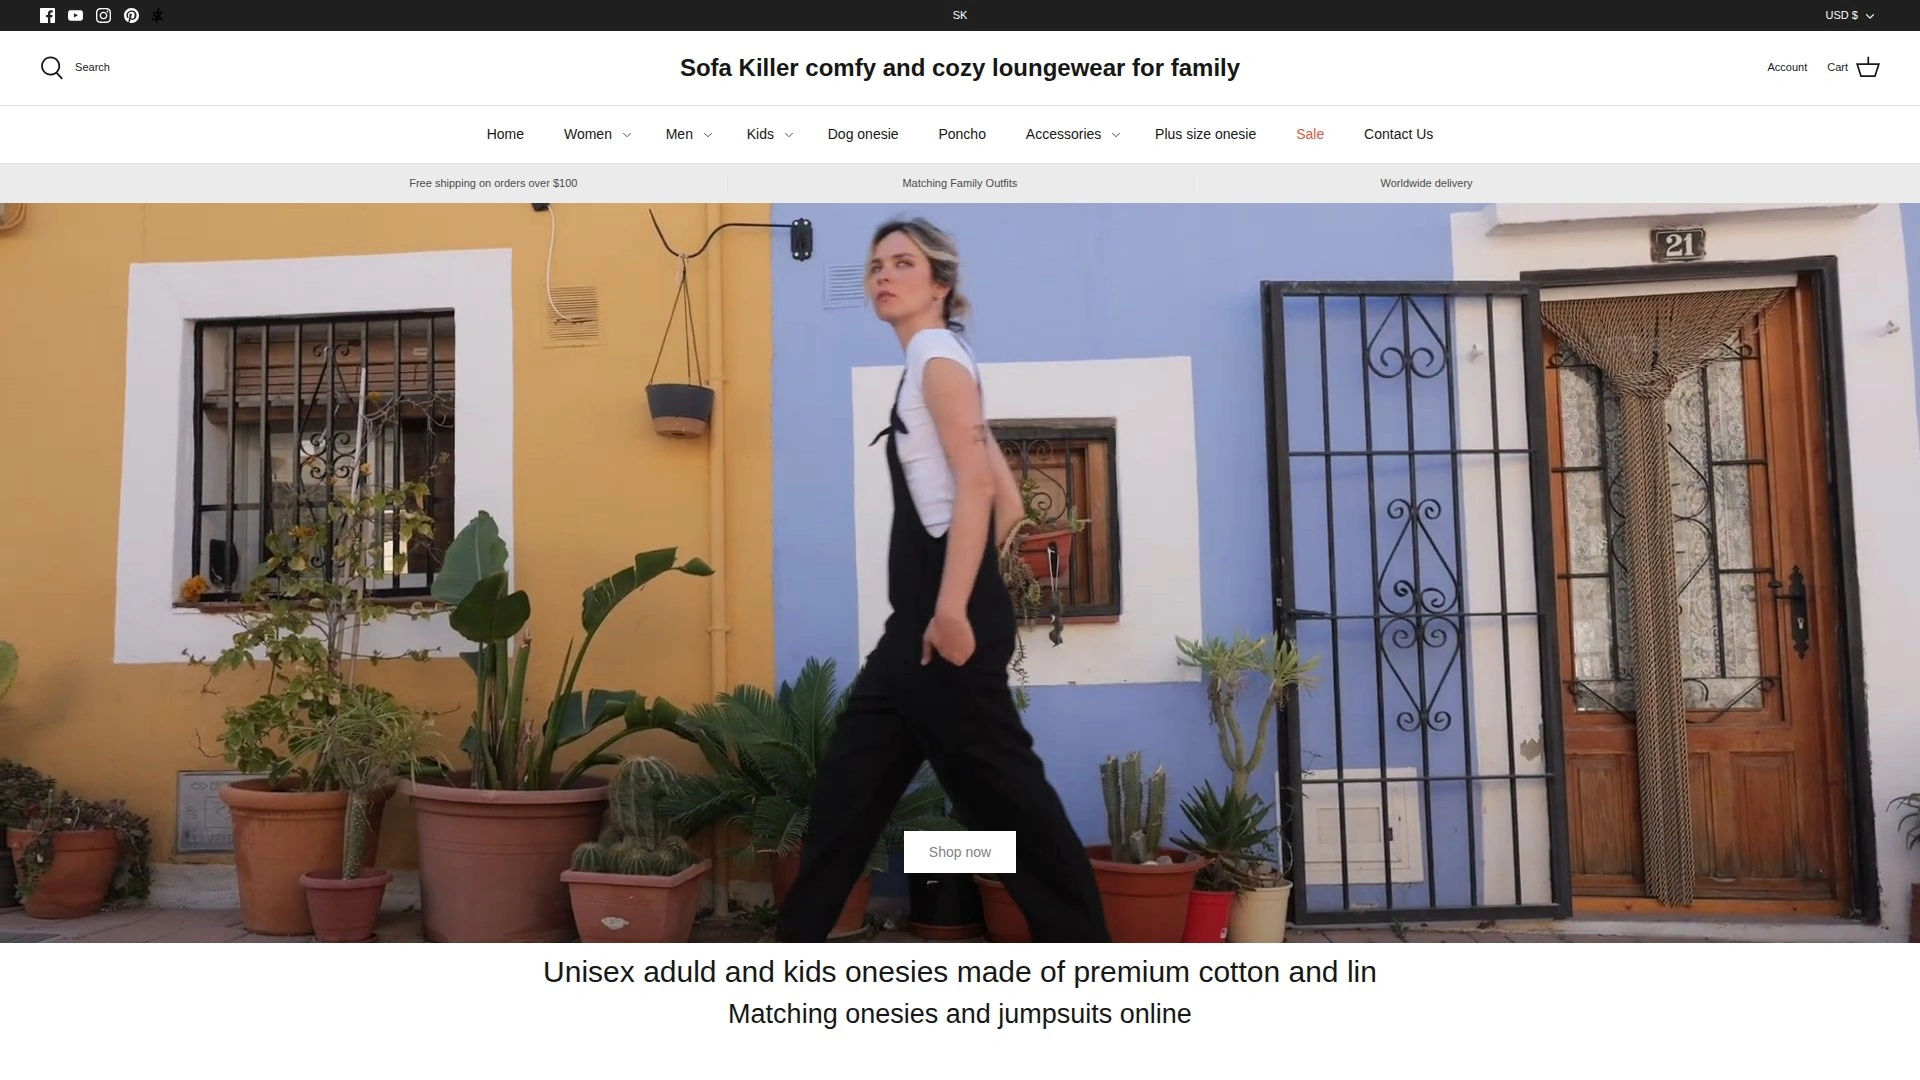 SK
USD $
Search
Sofa Killer comfy and cozy loungewear for family
Account
Cart
Home
Women
Men
Kids
Dog onesie
Poncho
Accessories
Plus size onesie
Sale
Contact Us
Free shipping on orders over $100
Matching Family Outfits
Worldwide delivery
21
Shop now
Unisex aduld and kids onesies made of premium cotton and lin
Matching onesies and jumpsuits online